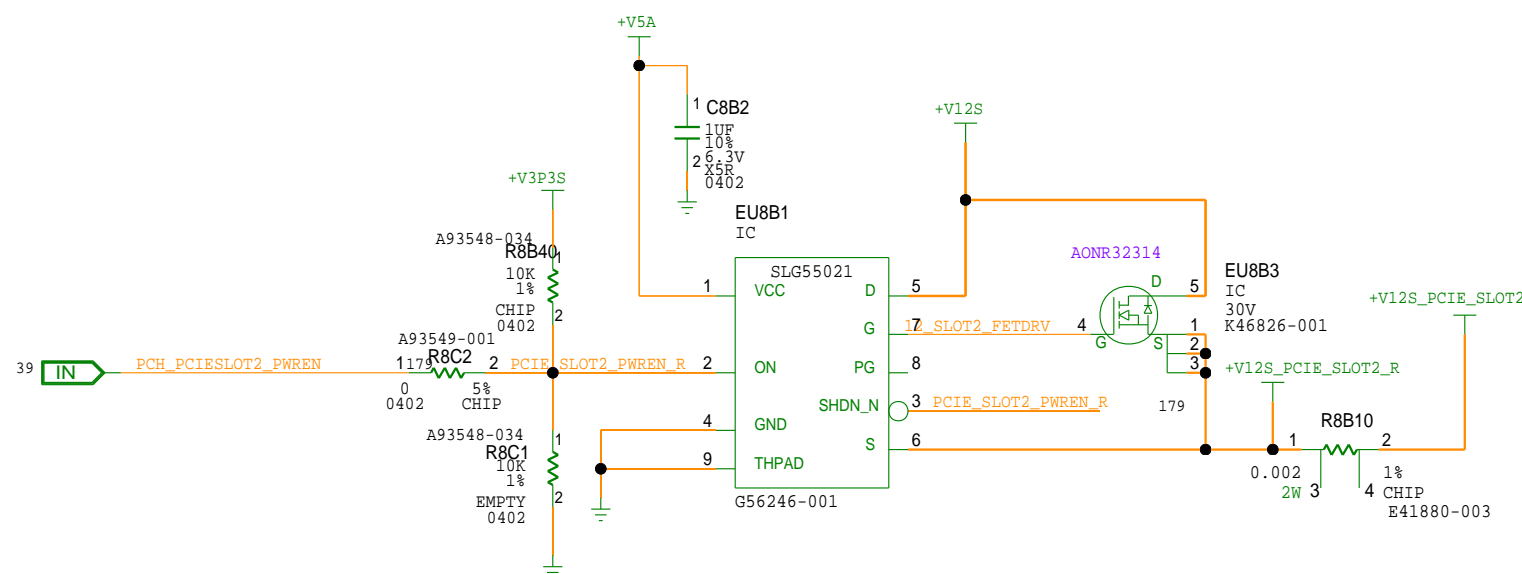 +V5A
1
C8B2
1UF
10%
2
6.3V
X5R
0402
+V12S
+V3P3S
EU8B1
IC
A93548-034
1
R8B40
10K
1%
CHIP
0402
2
SLG55021
1
VCC
D
5
AONR32314
D
5
EU8B3
IC
30V
K46826-001
+V12S_PCIE_SLOT2
G
7
12_SLOT2_FETDRV
4
G
S
1
2
3
A93549-001
39
IN
PCH_PCIESLOT2_PWREN
1
179
R8C2
2
PCIE_SLOT2_PWREN_R
2
ON
PG
8
+V12S_PCIE_SLOT2_R
0
0402
5%
CHIP
SHDN_N
3
PCIE_SLOT2_PWREN_R
179
4
GND
S
6
1
R8B10
2
A93548-034
1
R8C1
10K
1%
EMPTY
0402
2
9
THPAD
0.002
2W
3
4
1%
CHIP
E41880-003
G56246-001